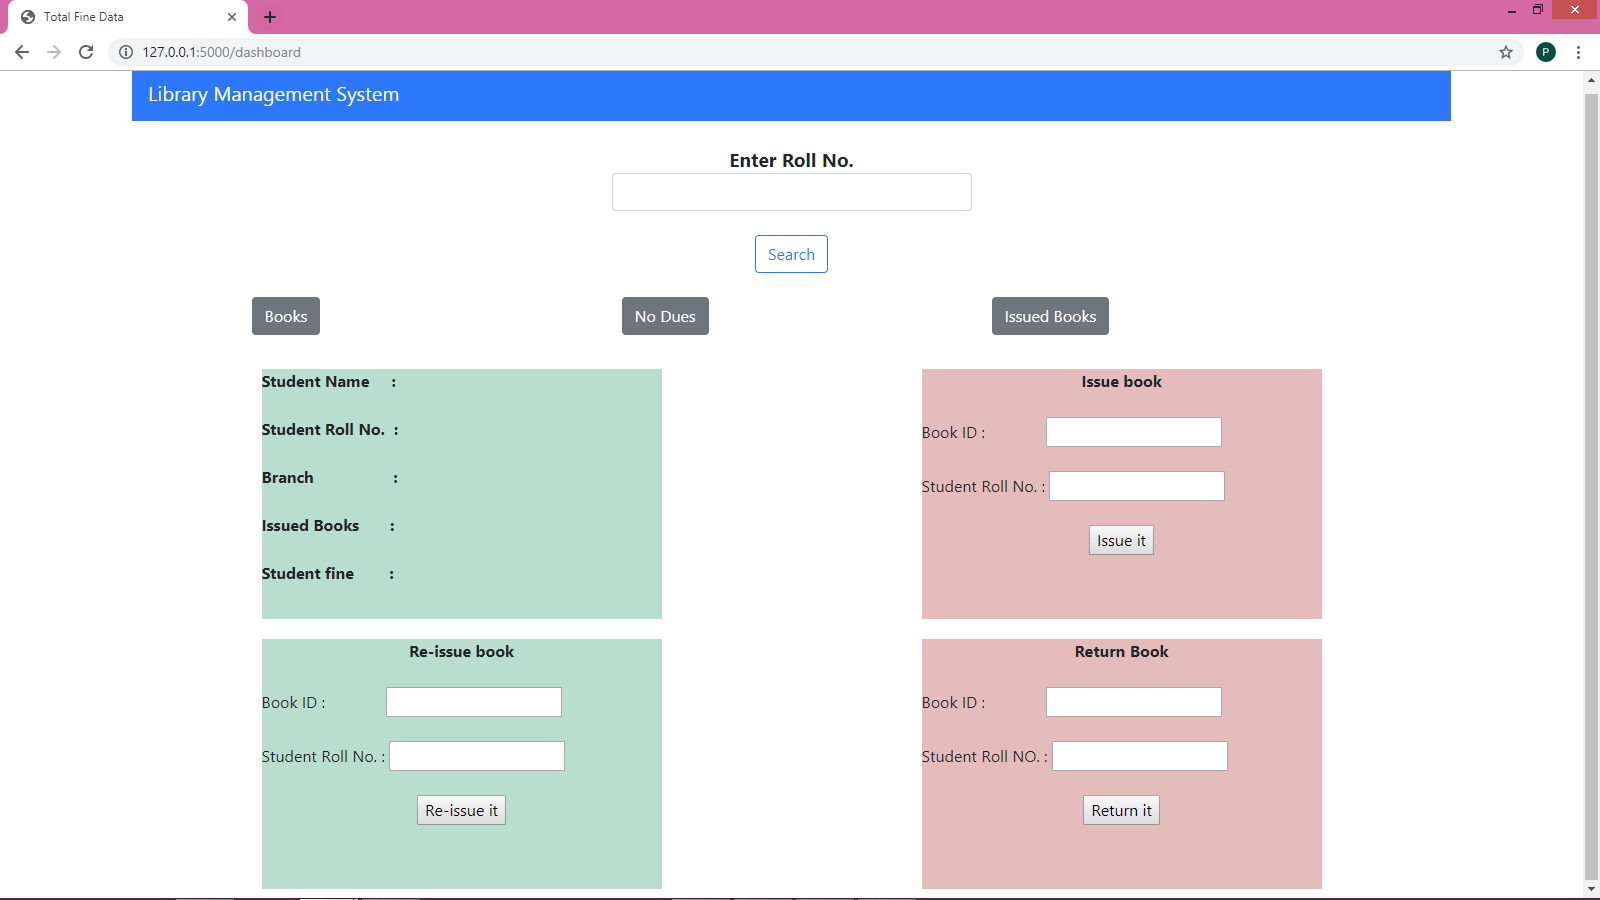 Total Fine Data
127.0.0.1:5000/dashboard
P
Library Management System
Enter Roll No.
Search
Books
No Dues
Issued Books
Student Name :
Student Roll No. :
Branch :
Issued Books :
Student fine :
Issue book
Book ID :
Student Roll No. :
Issue it
Re-issue book
Book ID :
Student Roll No. :
Re-issue it
Return Book
Book ID :
Student Roll NO. :
Return it